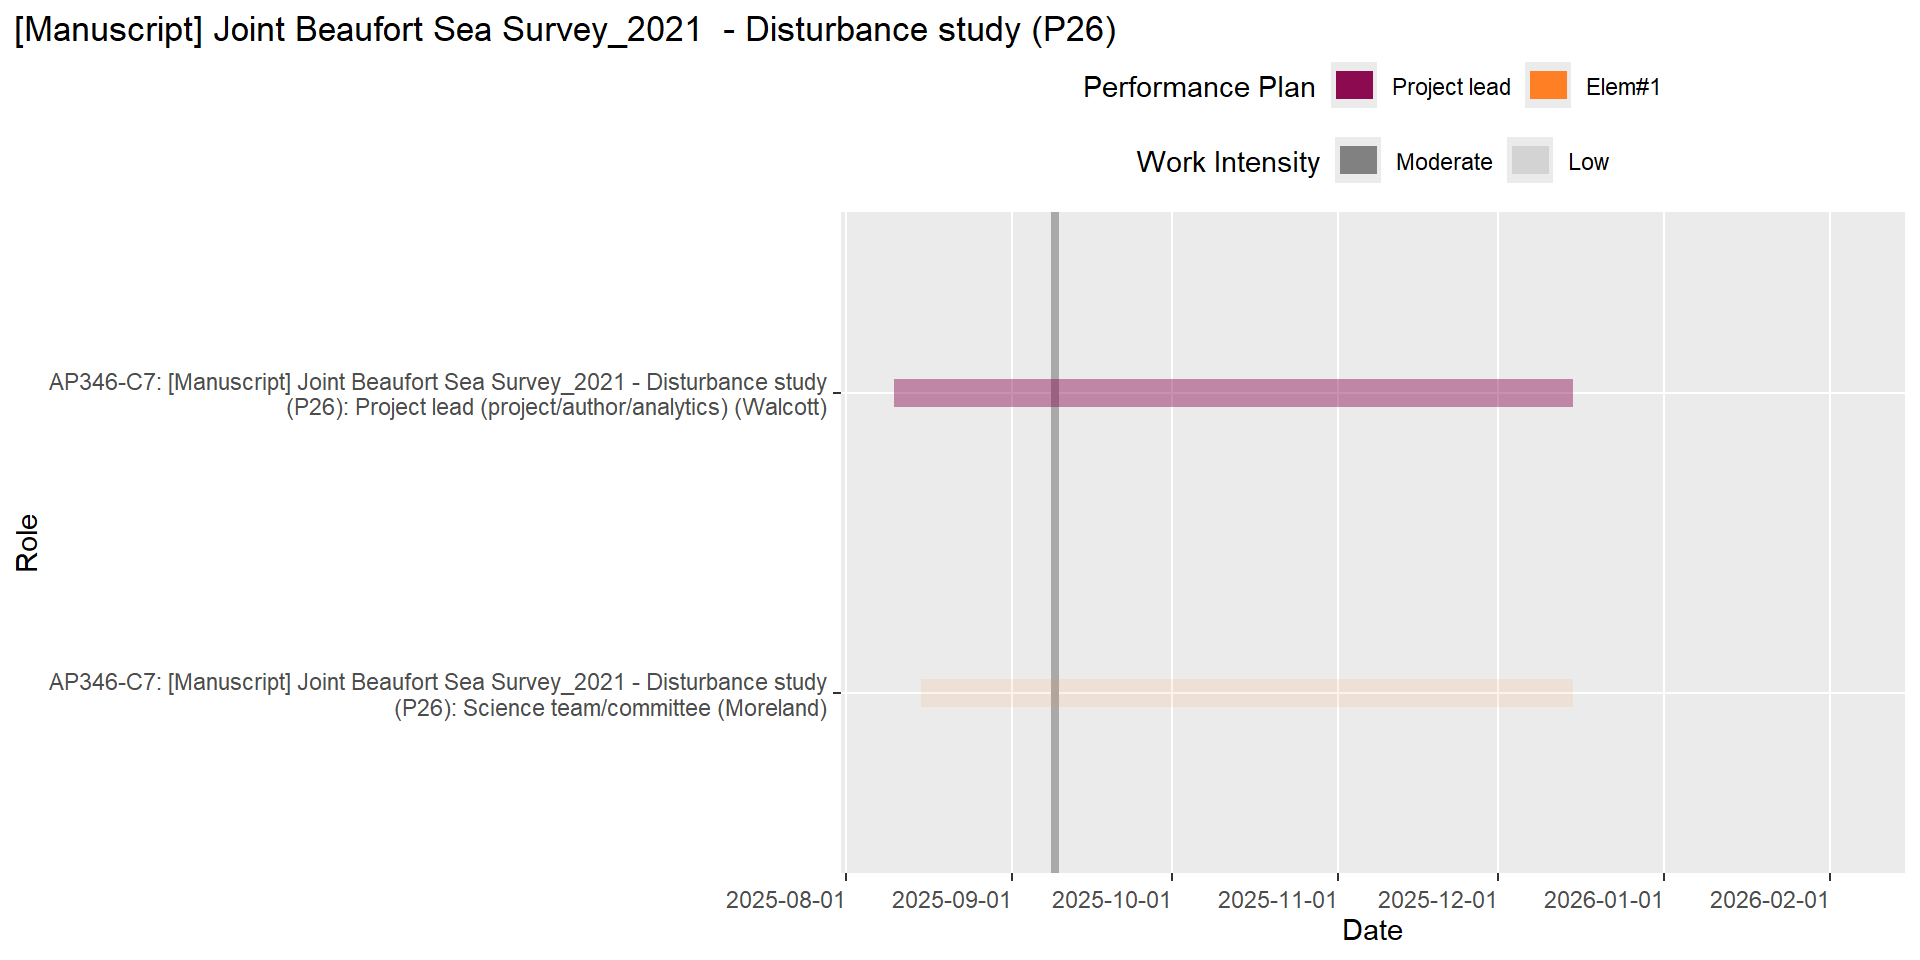 [Manuscript] Joint Beaufort Sea Survey_2021  - Disturbance study (P26)
Performance Plan Project lead Elem#1
Work Intensity Moderate Low
AP346-C7: [Manuscript] Joint Beaufort Sea Survey_2021 - Disturbance study
(P26): Project lead (project/author/analytics) (Walcott)
Role
AP346-C7: [Manuscript] Joint Beaufort Sea Survey_2021 - Disturbance study
(P26): Science team/committee (Moreland)
2025-08-01 2025-09-01 2025-10-01 2025-11-01 2025-12-01 2026-01-01 2026-02-01
Date